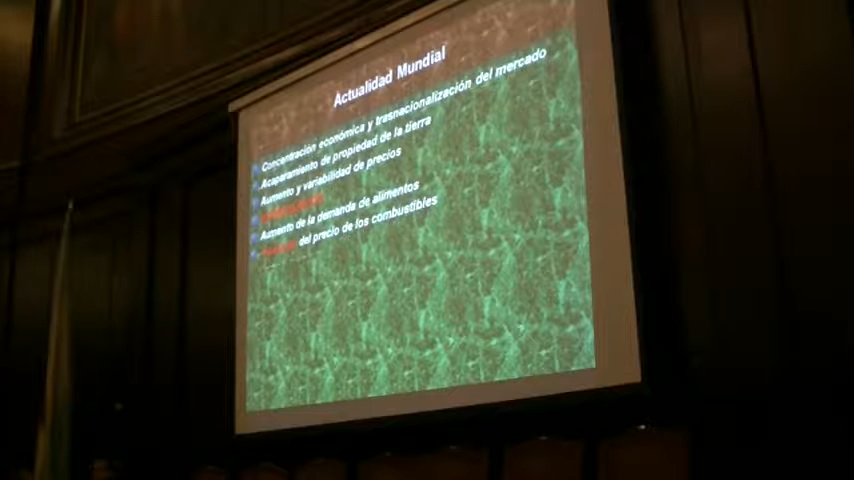 Actualidad Mundial
Concentración económica y trasnacionalización del mercado
Acaparamiento de propiedad de la tierra
Aumento y variabilidad de precios
Aumento de la demanda de alimentos
del precio de los combustibles